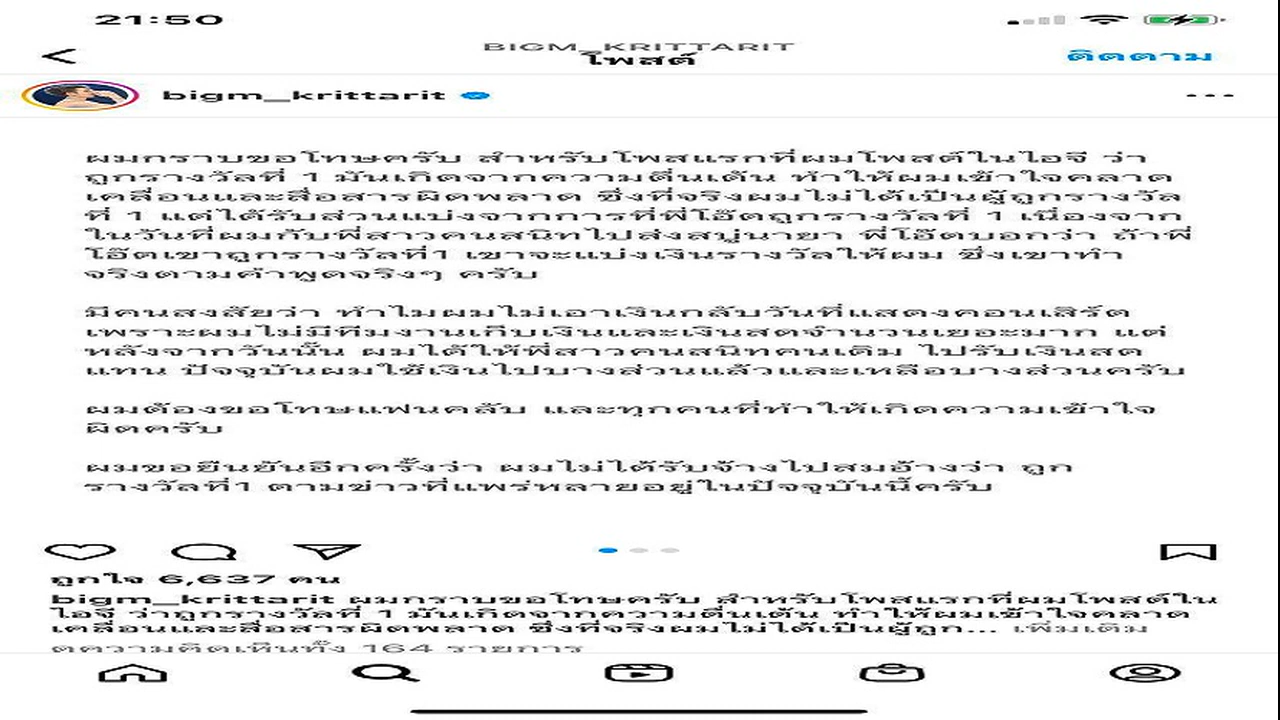 21:50
BIGM_KRITTARIT
โพสต์
ติดตาม
bigm_krittarit
ผมกราบขอโทษครับ สำหรับโพสแรกที่ผมโพสต์ในไอจี ว่า
ถูกรางวัลที่ 1 มันเกิดจากความตื่นเต้น ทำให้ผมเข้าใจคลาด
เคลื่อนและสื่อสารผิดพลาด ซึ่งที่จริงผมไม่ได้เป็นผู้ถูกรางวัล
ที่ 1 แต่ได้รับส่วนแบ่งจากการที่พี่โอ๊ตถูกรางวัลที่ 1 เนื่องจาก
ในวันที่ผมกับพี่สาวคนสนิทไปส่งสบู่นายา พี่โอ๊ตบอกว่า ถ้าพี่
โอ๊ตเขาถูกรางวัลที่1 เขาจะแบ่งเงินรางวัลให้ผม ซึ่งเขาทำ
จริงตามคำพูดจริงๆ ครับ
มีคนสงสัยว่า ทำไมผมไม่เอาเงินกลับวันที่แสดงคอนเสิร์ต
เพราะผมไม่มีทีมงานเก็บเงินและเงินสดจำนวนเยอะมาก แต่
หลังจากวันนั้น ผมได้ให้พี่สาวคนสนิทคนเดิม ไปรับเงินสด
แทน ปัจจุบันผมใช้เงินไปบางส่วนแล้วและเหลือบางส่วนครับ
ผมต้องขอโทษแฟนคลับ และทุกคนที่ทำให้เกิดความเข้าใจ
ผิดครับ
ผมขอยืนยันอีกครั้งว่า ผมไม่ได้รับจ้างไปสมอ้างว่า ถูก
รางวัลที่1 ตามข่าวที่แพร่หลายอยู่ในปัจจุบันนี้ครับ
ถูกใจ 6,637 คน
bigm_krittarit ผมกราบขอโทษครับ สำหรับโพสแรกที่ผมโพสต์ใน
ไอจี ว่าถูกรางวัลที่ 1 มันเกิดจากความตื่นเต้น ทำให้ผมเข้าใจคลาด
เคลื่อนและสื่อสารผิดพลาด ซึ่งที่จริงผมไม่ได้เป็นผู้ถูก... เพิ่มเติม
ดูความคิดเห็นทั้ง 164 รายการ